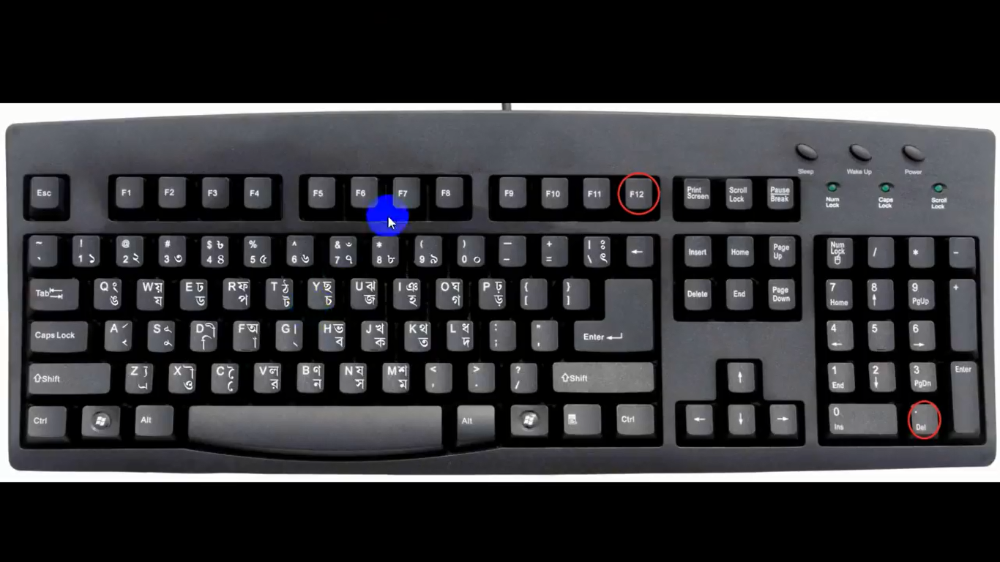 Sleep Wake Up Power
Esc F1 F2 F3 F4 F5 F6 F7 F8 F9 F10 F11 F12 Print Screen Scroll Lock Pause Break
Num Lock Caps Lock Scroll Lock
~ ` ! 1 ১ @ 2 ২ # 3 ৩ $ ৳ 4 ৪ % 5 ৫ ^ 6 ৬ & ঁ 7 ৭ * 8 ৮ ( 9 ৯ ) 0 ০ — – + = | ঃ \ ৎ ← Insert Home Page Up Num Lock / * -
Tab Q ং ঙ W য় য E ঢ ড R ফ প T ঠ ট Y ছ চ U ঝ জ I ঞ হ O ঘ গ P ঢ় ড় { [ } ] Delete End Page Down 7 Home 8 ↑ 9 PgUp +
Caps Lock A S D ী ি F অ া G । ্ H ভ ব J খ ক K থ ত L ধ দ : ; " ' Enter 4 ← 5 6 →
Shift Z X ৗ ও C ৈ ে V ল র B ণ ন N ষ স M শ ম < , > . ? / Shift ↑ 1 End 2 ↓ 3 PgDn Enter
Ctrl Alt Alt Ctrl ← ↓ → 0 Ins . Del